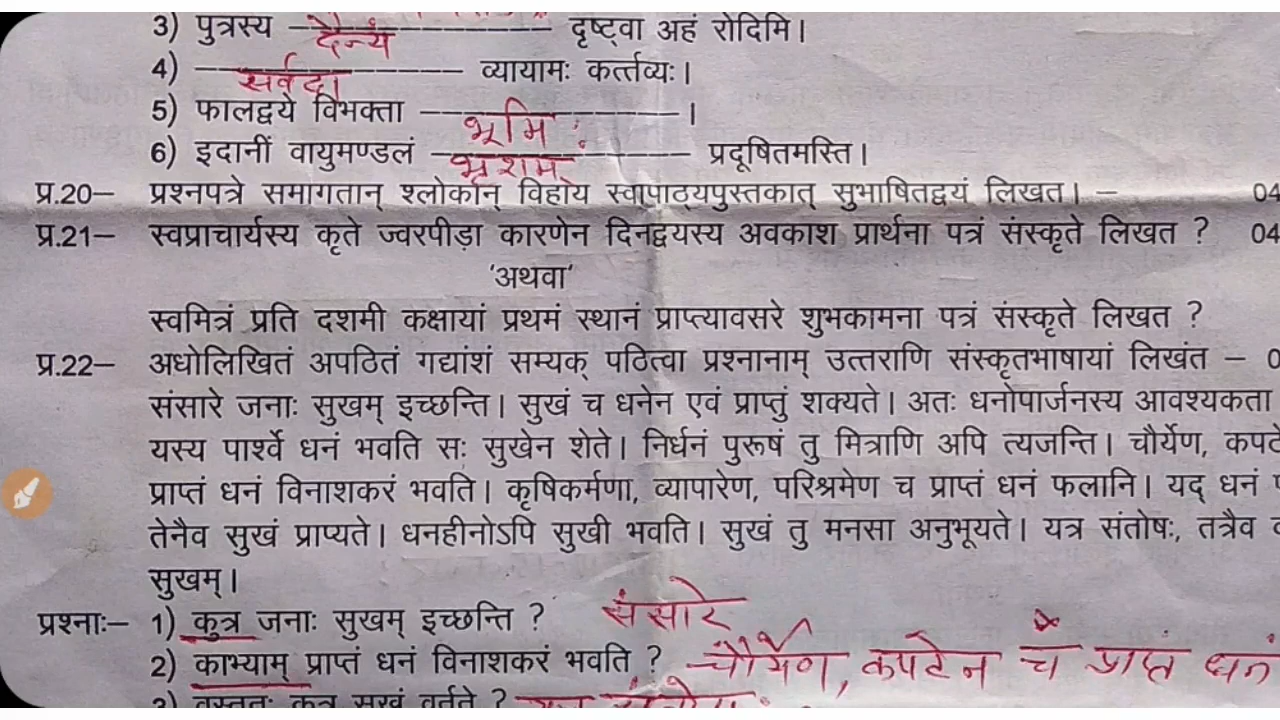 3) पुत्रस्य ---------- दृष्ट्वा अहं रोदिमि।
दैन्यं
4) ---------- व्यायामः कर्त्तव्यः।
सर्वदा
5) फालद्वये विभक्ता ----------।
भूमिः
6) इदानीं वायुमण्डलं ---------- प्रदूषितमस्ति।
भृशम्
प्र.20– प्रश्नपत्रे समागतान् श्लोकान् विहाय स्वपाठ्यपुस्तकात् सुभाषितद्वयं लिखत। – 04
प्र.21– स्वप्राचार्यस्य कृते ज्वरपीड़ा कारणेन दिनद्वयस्य अवकाश प्रार्थना पत्रं संस्कृते लिखत ? 04
'अथवा'
स्वमित्रं प्रति दशमी कक्षायां प्रथमं स्थानं प्राप्त्यावसरे शुभकामना पत्रं संस्कृते लिखत ?
प्र.22– अधोलिखितं अपठितं गद्यांशं सम्यक् पठित्वा प्रश्नानाम् उत्तराणि संस्कृतभाषायां लिखंत – 0
संसारे जनाः सुखम् इच्छन्ति। सुखं च धनेन एवं प्राप्तुं शक्यते। अतः धनोपार्जनस्य आवश्यकता
यस्य पार्श्वे धनं भवति सः सुखेन शेते। निर्धनं पुरूषं तु मित्राणि अपि त्यजन्ति। चौर्येण,
प्राप्तं धनं विनाशकरं भवति। कृषिकर्मणा, व्यापारेण, परिश्रमेण च प्राप्तं धनं फलानि। यद् धनं
तेनैव सुखं प्राप्यते। धनहीनोऽपि सुखी भवति। सुखं तु मनसा अनुभूयते। यत्र संतोषः, तत्रैव
सुखम्।
प्रश्नाः– 1) कुत्र जनाः सुखम् इच्छन्ति ? संसारे
2) काभ्याम् प्राप्तं धनं विनाशकरं भवति ? चौर्येण, कपटेन च प्राप्त धनं
3) वस्तुतः कुत्र सुखं वर्तते ?